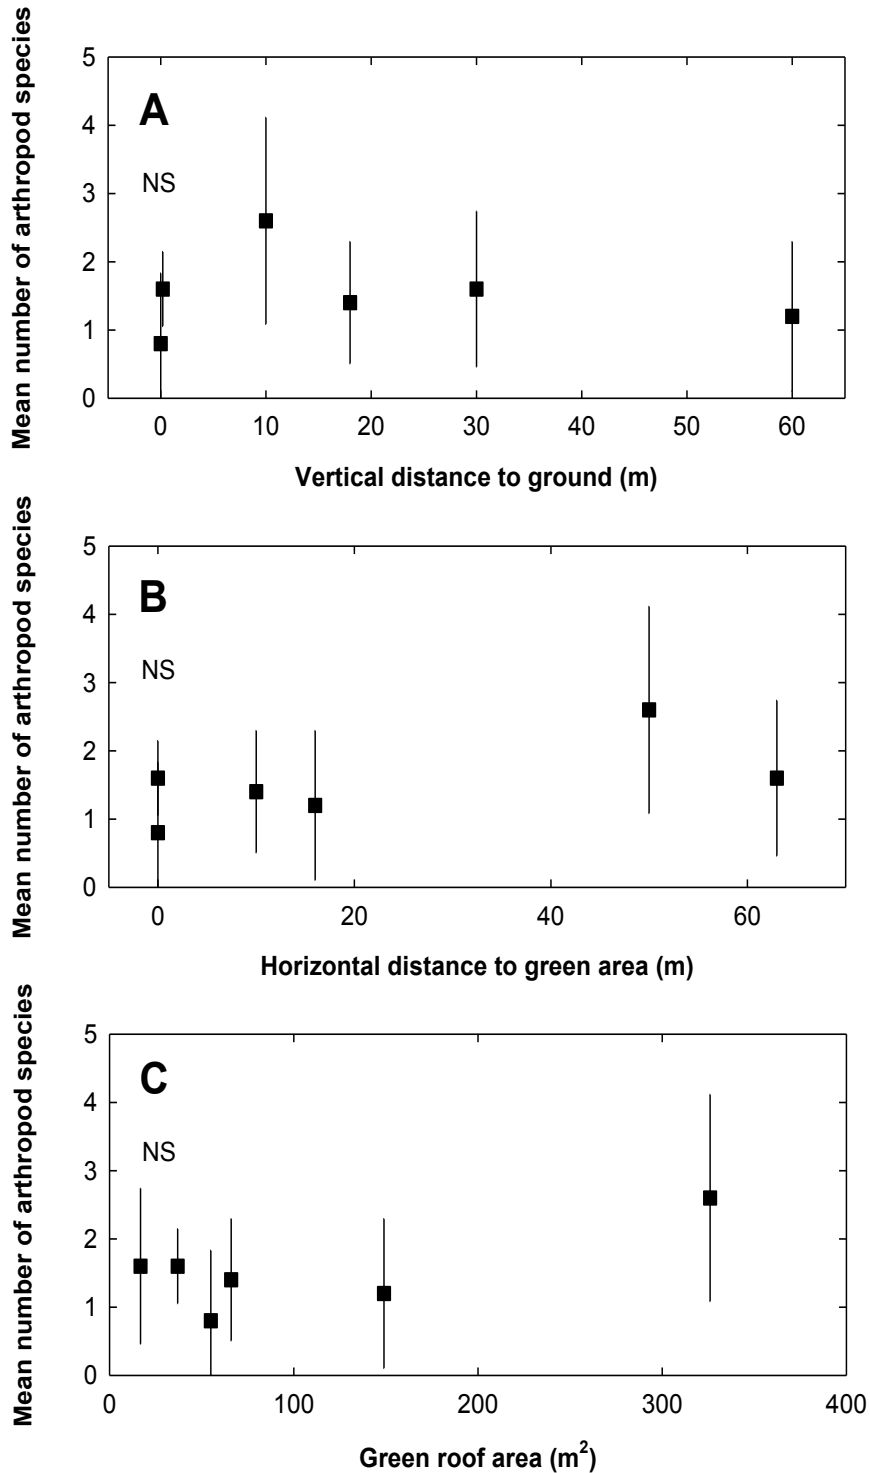 Mean number of arthropod species
5
4
3
2
1
0
A
NS
0 10 20 30 40 50 60
Vertical distance to ground (m)
Mean number of arthropod species
5
4
3
2
1
0
B
NS
0 20 40 60
Horizontal distance to green area (m)
Mean number of arthropod species
5
4
3
2
1
0
C
NS
0 100 200 300 400
Green roof area (m²)